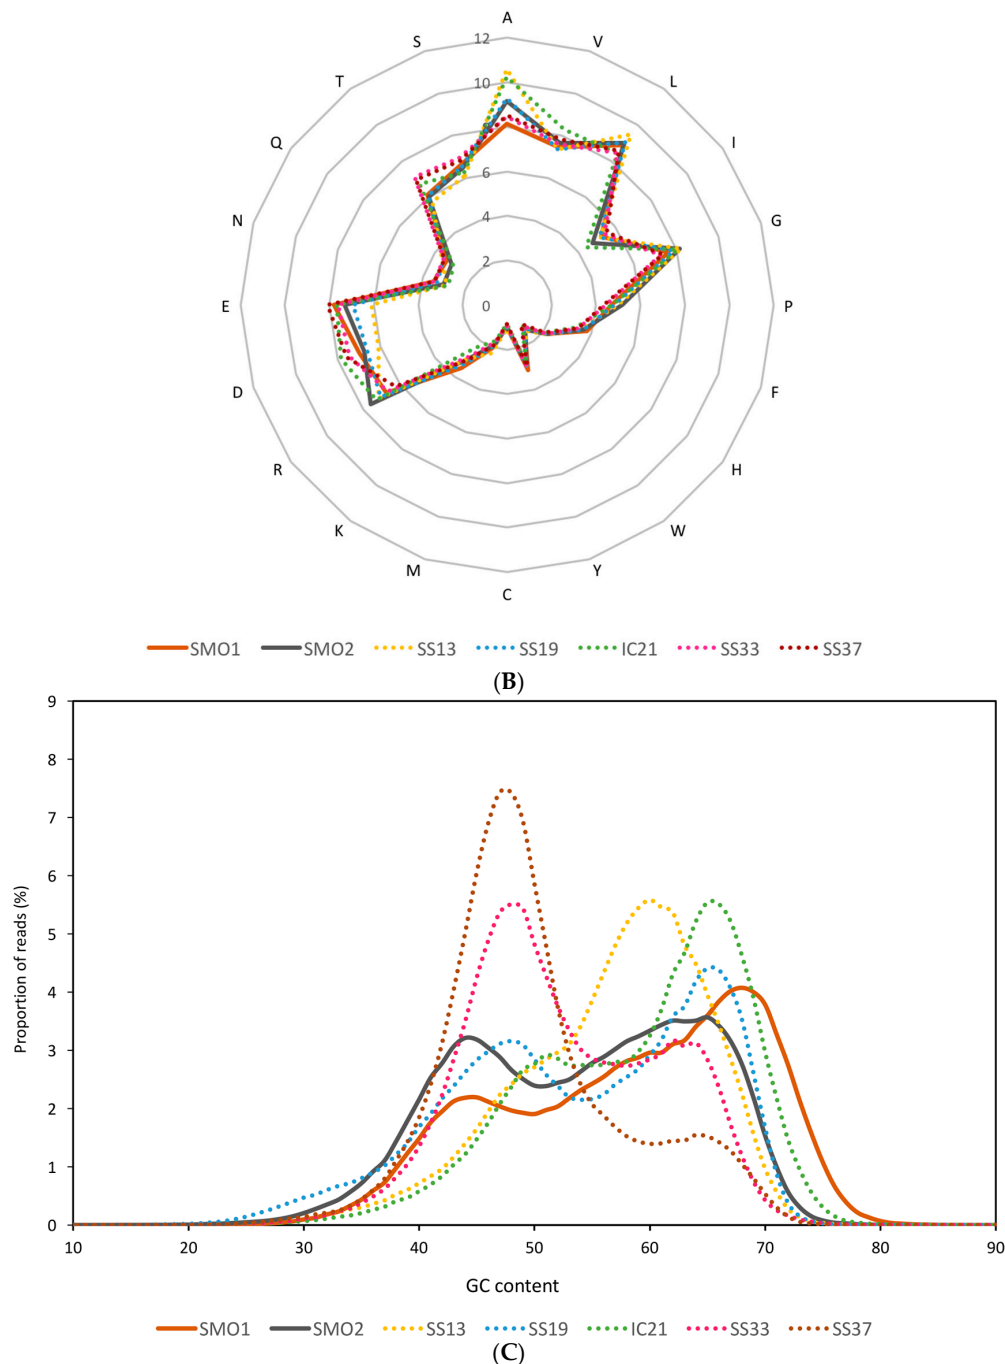 A
S V
T L
Q I
N G
E P
D F
R H
K W
M Y
C
12
10
8
6
4
2
0
SMO1 SMO2 SS13 SS19 IC21 SS33 SS37
(B)
9
8
7
6
5
4
3
2
1
0
Proportion of reads (%)
10 20 30 40 50 60 70 80 90
GC content
SMO1 SMO2 SS13 SS19 IC21 SS33 SS37
(C)